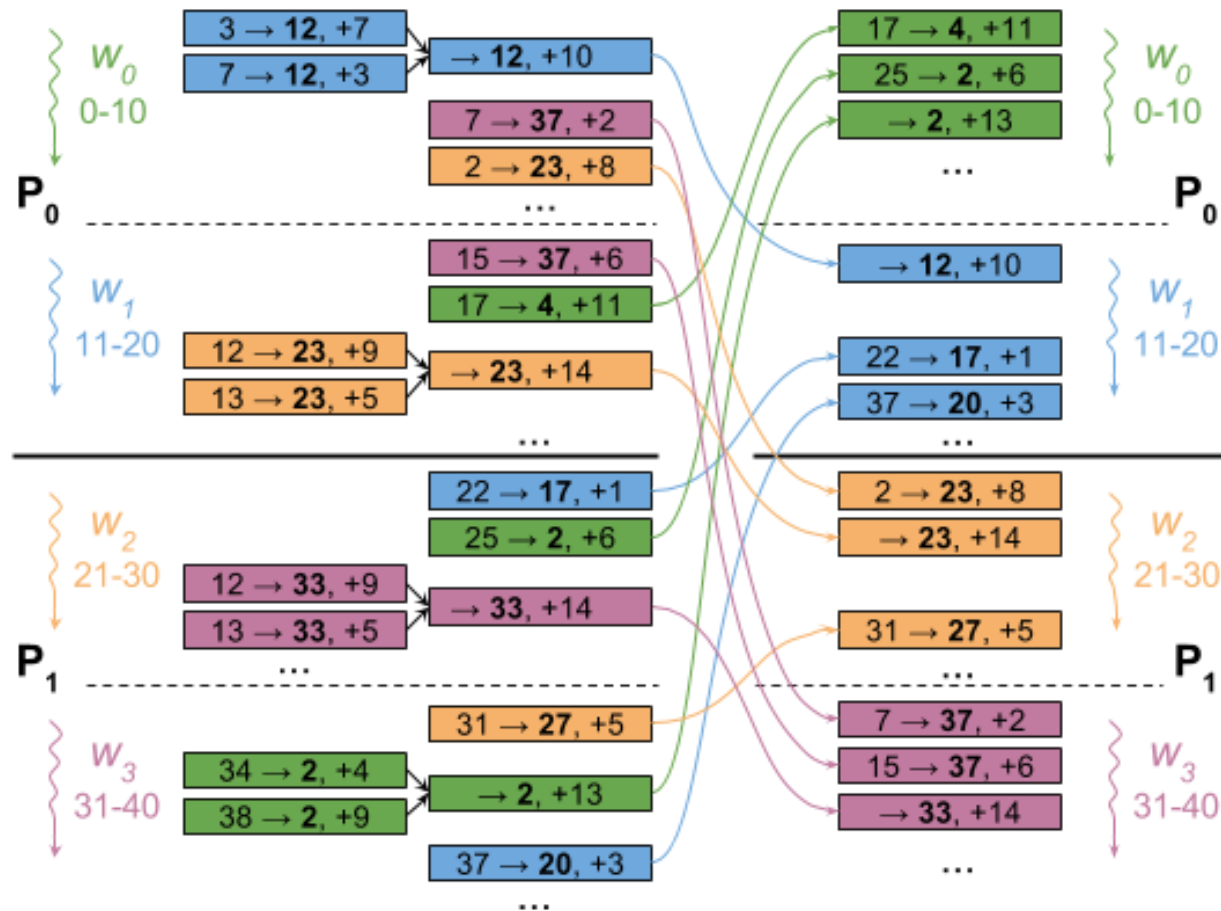 3 → 12, +7
7 → 12, +3
→ 12, +10
7 → 37, +2
2 → 23, +8
...
w0
0-10
P0
15 → 37, +6
17 → 4, +11
12 → 23, +9
13 → 23, +5
→ 23, +14
...
w1
11-20
22 → 17, +1
25 → 2, +6
12 → 33, +9
13 → 33, +5
→ 33, +14
...
w2
21-30
P1
31 → 27, +5
34 → 2, +4
38 → 2, +9
→ 2, +13
37 → 20, +3
...
w3
31-40
17 → 4, +11
25 → 2, +6
→ 2, +13
...
w0
0-10
P0
→ 12, +10
22 → 17, +1
37 → 20, +3
...
w1
11-20
2 → 23, +8
→ 23, +14
31 → 27, +5
...
w2
21-30
P1
7 → 37, +2
15 → 37, +6
→ 33, +14
...
w3
31-40